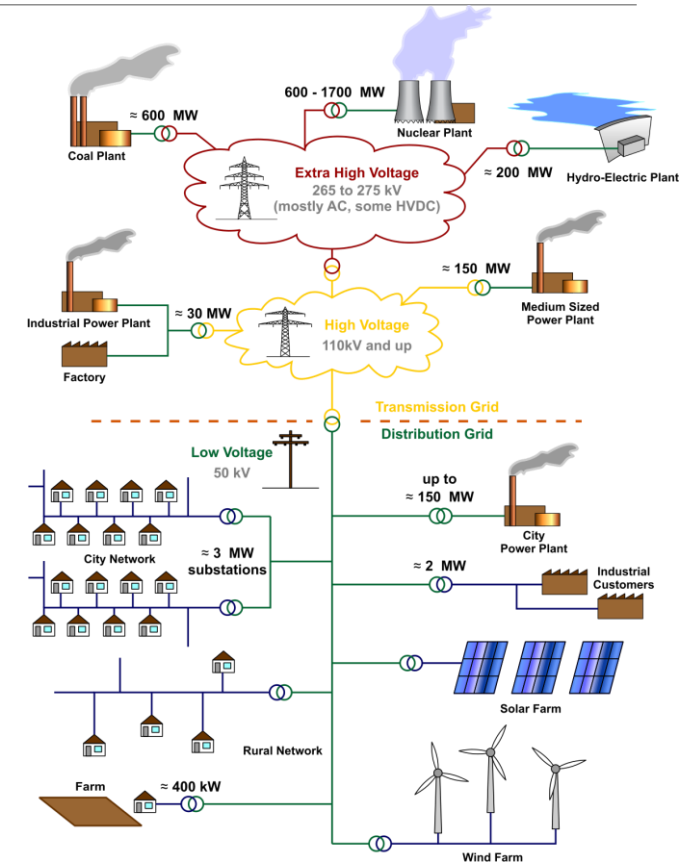 600 - 1700 MW
≈ 600 MW
Coal Plant
Nuclear Plant
Extra High Voltage
265 to 275 kV
(mostly AC, some HVDC)
≈ 200 MW
Hydro-Electric Plant
≈ 150 MW
Medium Sized
Power Plant
≈ 30 MW
Industrial Power Plant
Factory
High Voltage
110kV and up
Transmission Grid
Distribution Grid
Low Voltage
50 kV
up to
≈ 150 MW
City
Power Plant
City Network
≈ 3 MW
substations
≈ 2 MW
Industrial
Customers
Solar Farm
Rural Network
Farm
≈ 400 kW
Wind Farm